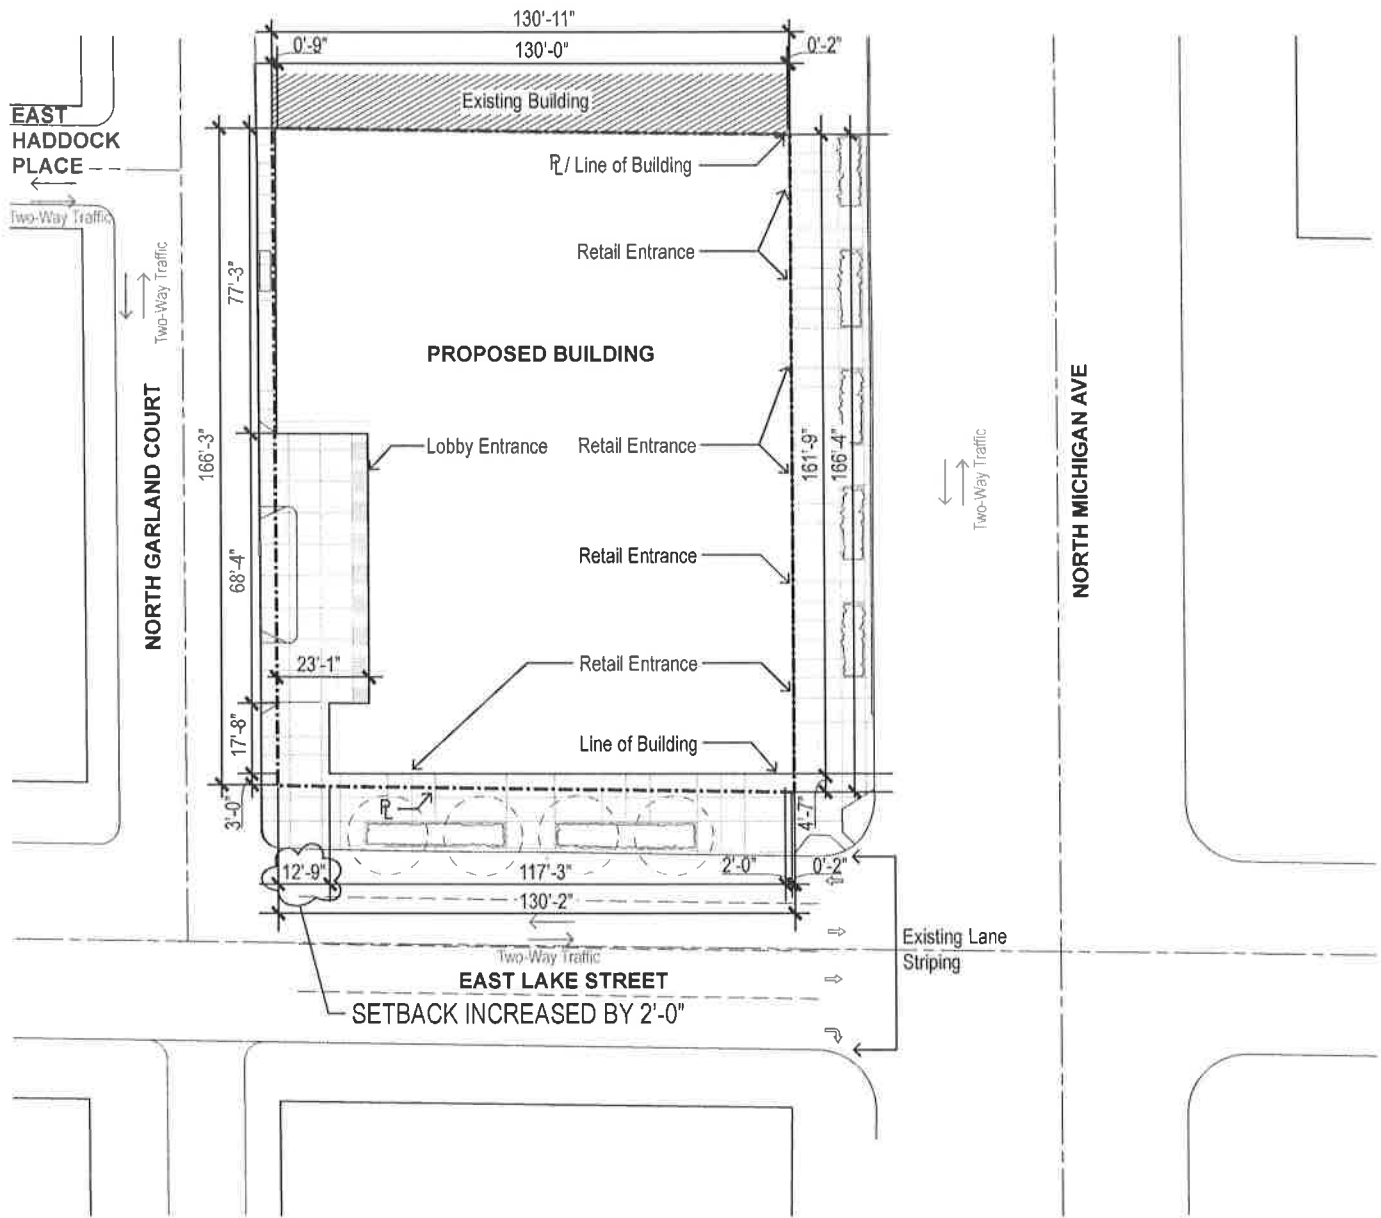 130'-11"
0'-9"
130'-0"
0'-2"
Existing Building
EAST
HADDOCK
PLACE
Two-Way Traffic
PL / Line of Building
Retail Entrance
Two-Way Traffic
77'-3"
PROPOSED BUILDING
NORTH GARLAND COURT
166'-3"
Lobby Entrance
Retail Entrance
161'-9"
166'-4"
Two-Way Traffic
NORTH MICHIGAN AVE
68'-4"
Retail Entrance
23'-1"
Retail Entrance
17'-8"
Line of Building
3'-0"
PL
4'-7"
12'-9"
117'-3"
2'-0"
0'-2"
130'-2"
Existing Lane
Striping
Two-Way Traffic
EAST LAKE STREET
SETBACK INCREASED BY 2'-0"